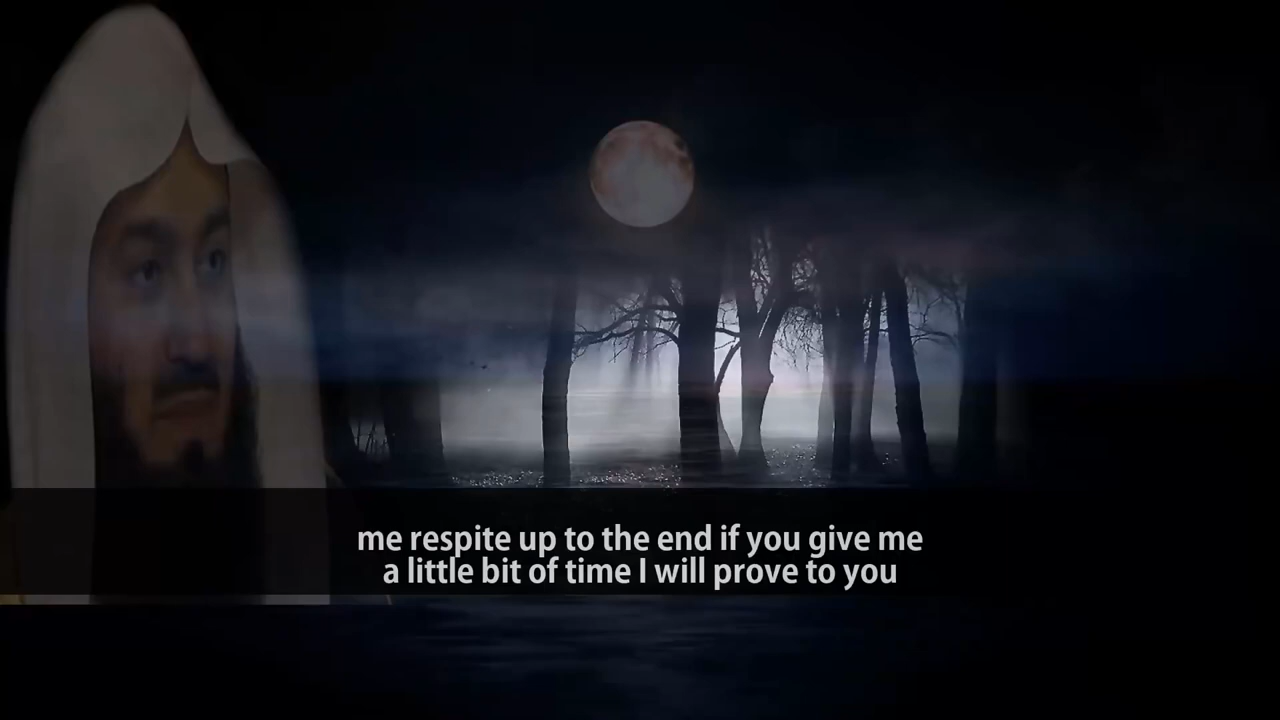 me respite up to the end if you give me
a little bit of time I will prove to you